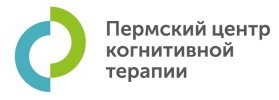 Пермский центр
когнитивной
терапии